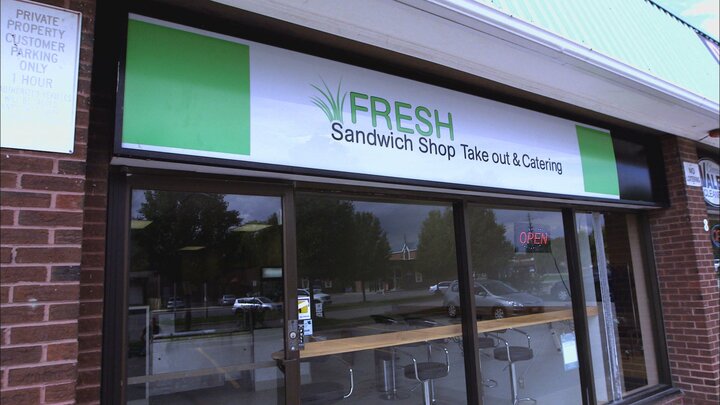 PRIVATE
PROPERTY
CUSTOMER
PARKING
ONLY
1 HOUR
FRESH
Sandwich Shop Take out & Catering
OPEN